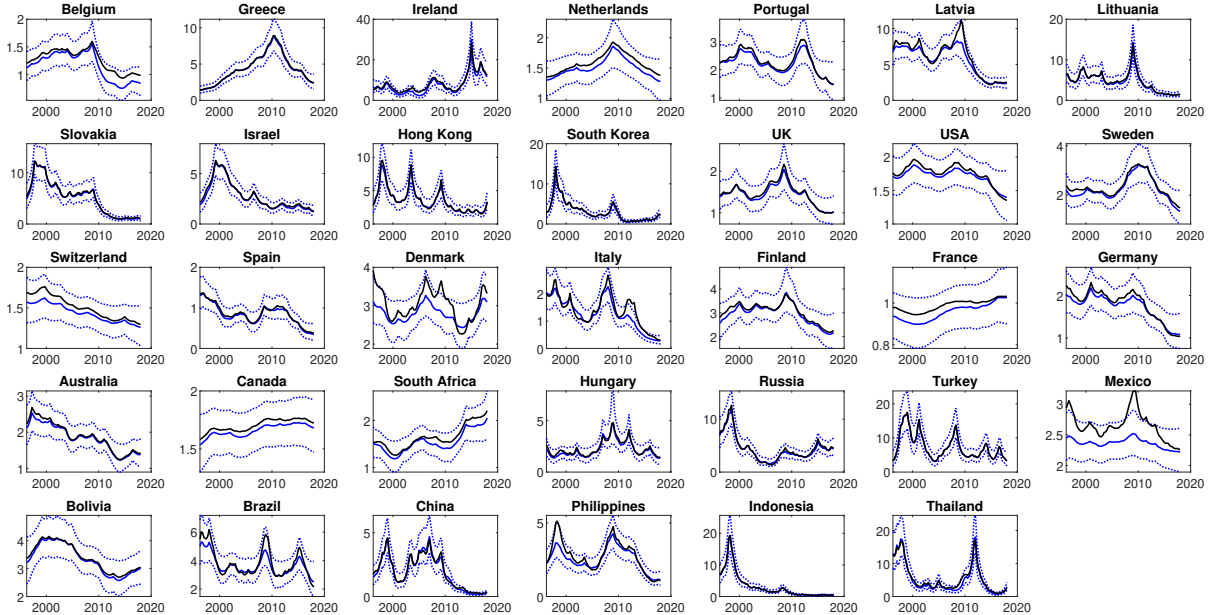 Belgium
2
1.5
1
2000 2010 2020
Greece
10
5
0
2000 2010 2020
Ireland
40
20
0
2000 2010 2020
Netherlands
2
1.5
1
2000 2010 2020
Portugal
3
2
1
2000 2010 2020
Latvia
10
5
0
2000 2010 2020
Lithuania
20
10
0
2000 2010 2020
Slovakia
10
5
0
2000 2010 2020
Israel
5
0
2000 2010 2020
Hong Kong
10
5
0
2000 2010 2020
South Korea
20
10
0
2000 2010 2020
UK
2
1
2000 2010 2020
USA
2
1.5
1
2000 2010 2020
Sweden
4
2
2000 2010 2020
Switzerland
2
1.5
1
2000 2010 2020
Spain
2
1
0
2000 2010 2020
Denmark
4
3
2
2000 2010 2020
Italy
3
2
1
0
2000 2010 2020
Finland
4
3
2
2000 2010 2020
France
1
0.8
2000 2010 2020
Germany
2
1
2000 2010 2020
Australia
3
2
1
2000 2010 2020
Canada
2
1.5
2000 2010 2020
South Africa
2
1
2000 2010 2020
Hungary
5
0
2000 2010 2020
Russia
10
5
0
2000 2010 2020
Turkey
20
10
0
2000 2010 2020
Mexico
3
2.5
2
2000 2010 2020
Bolivia
4
3
2
2000 2010 2020
Brazil
6
4
2
2000 2010 2020
China
5
0
2000 2010 2020
Philippines
5
0
2000 2010 2020
Indonesia
20
10
0
2000 2010 2020
Thailand
20
10
0
2000 2010 2020